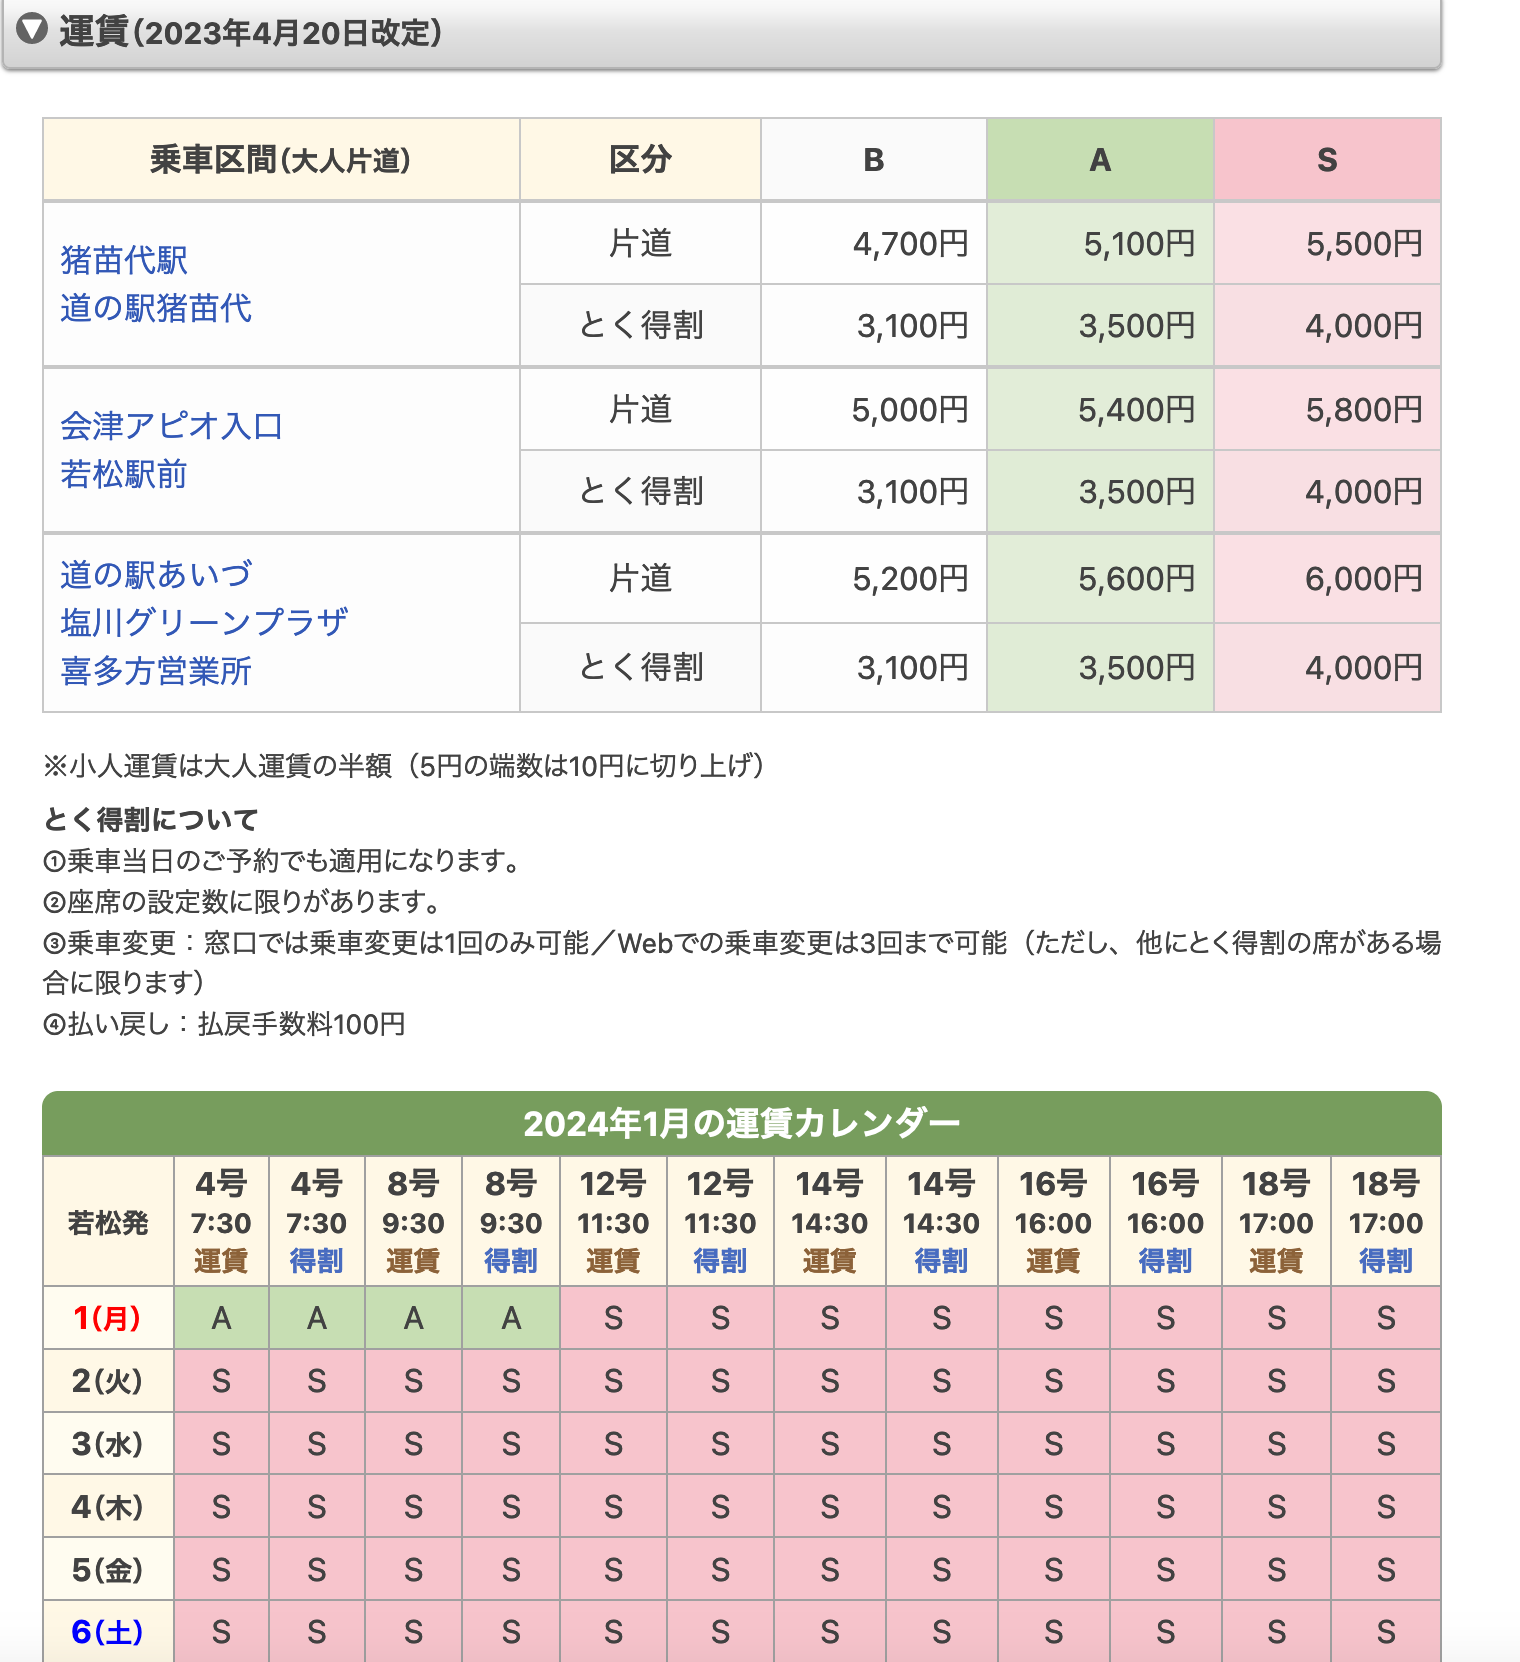 運賃(2023年4月20日改定)
乗車区間(大人片道) 区分 B A S
猪苗代駅
道の駅猪苗代
片道 4,700円 5,100円 5,500円
とく得割 3,100円 3,500円 4,000円
会津アピオ入口
若松駅前
片道 5,000円 5,400円 5,800円
とく得割 3,100円 3,500円 4,000円
道の駅あいづ
塩川グリーンプラザ
喜多方営業所
片道 5,200円 5,600円 6,000円
とく得割 3,100円 3,500円 4,000円
※小人運賃は大人運賃の半額（5円の端数は10円に切り上げ）
とく得割について
①乗車当日のご予約でも適用になります。
②座席の設定数に限りがあります。
③乗車変更：窓口では乗車変更は1回のみ可能／Webでの乗車変更は3回まで可能（ただし、他にとく得割の席がある場
合に限ります）
④払い戻し：払戻手数料100円
2024年1月の運賃カレンダー
若松発
4号 4号 8号 8号 12号 12号 14号 14号 16号 16号 18号 18号
7:30 7:30 9:30 9:30 11:30 11:30 14:30 14:30 16:00 16:00 17:00 17:00
運賃 得割 運賃 得割 運賃 得割 運賃 得割 運賃 得割 運賃 得割
1(月) A A A A S S S S S S S S
2(火) S S S S S S S S S S S S
3(水) S S S S S S S S S S S S
4(木) S S S S S S S S S S S S
5(金) S S S S S S S S S S S S
6(土) S S S S S S S S S S S S